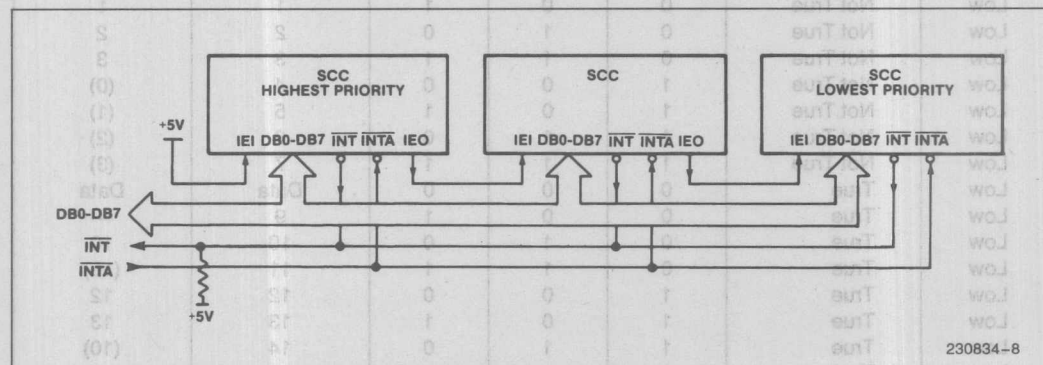 SCC
HIGHEST PRIORITY
SCC
SCC
LOWEST PRIORITY
+5V
IEI DB0-DB7 INT INTA IEO
IEI DB0-DB7 INT INTA IEO
IEI DB0-DB7 INT INTA
DB0-DB7
INT
INTA
+5V
230834-8